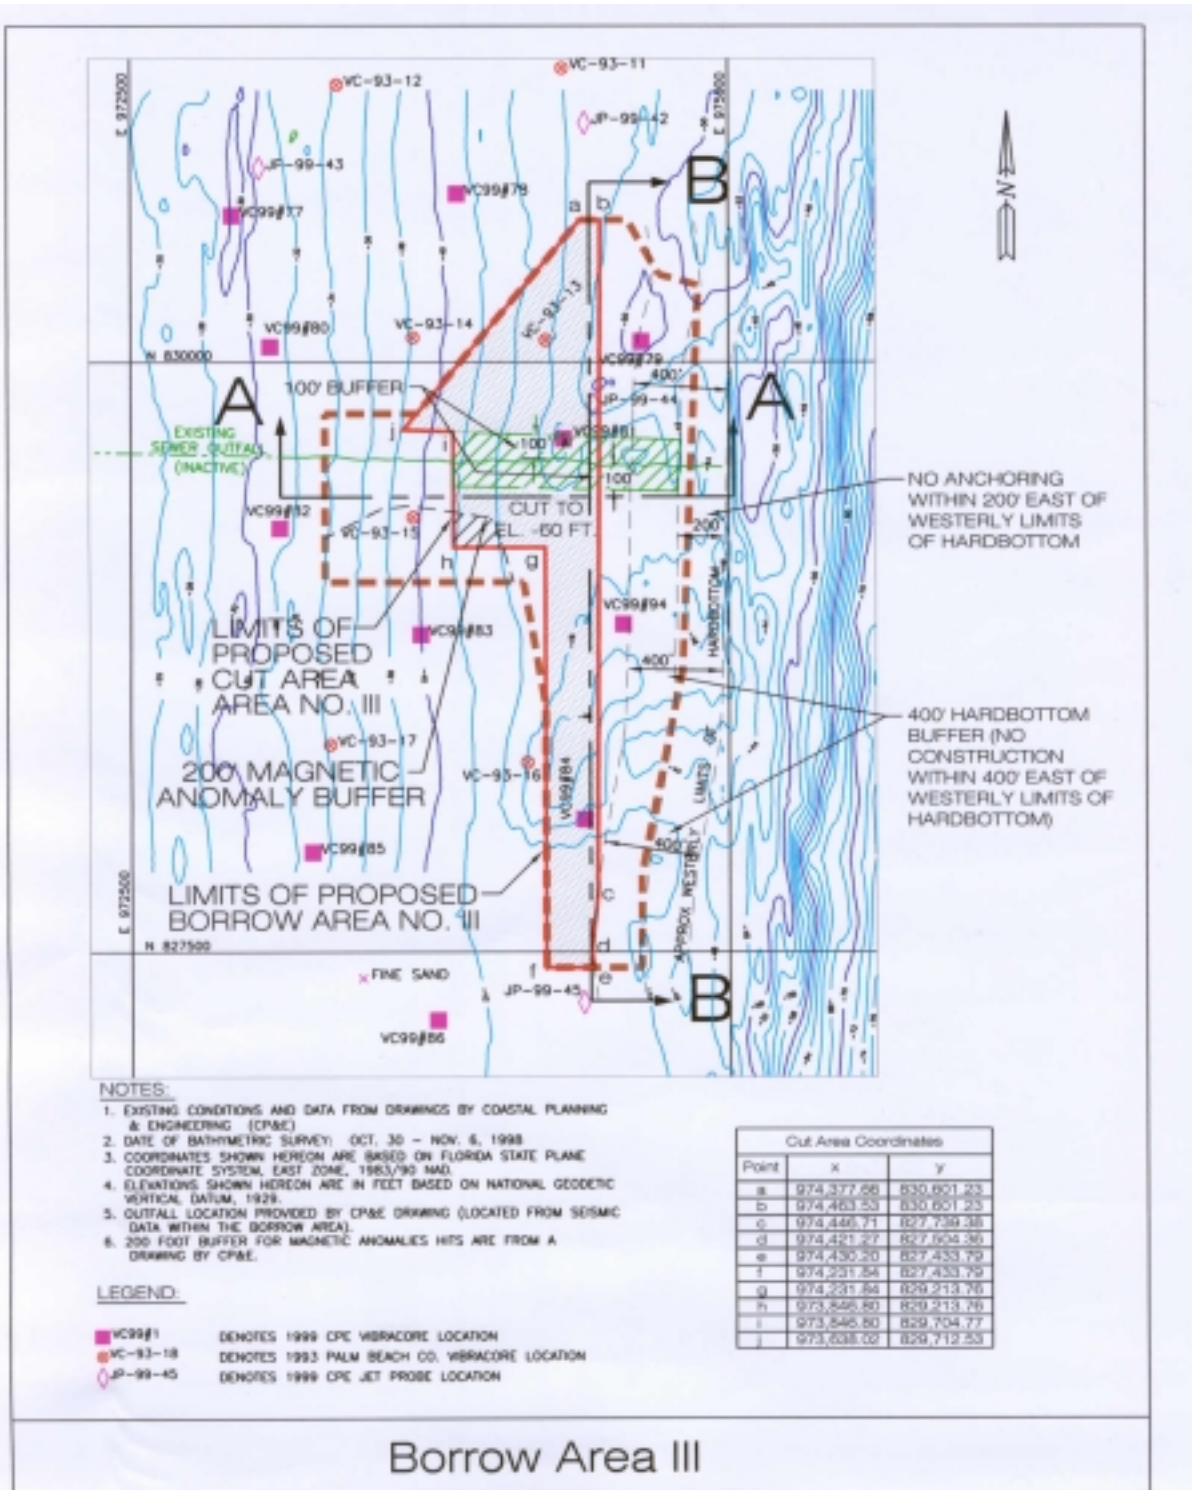 VC-93-11
VC-93-12
E 972500
E 975000
JP-99-42
JP-99-43
B
VC99#78
VC99#77
a b
N
VC-93-13
VC99#80
VC-93-14
N 830000
VC99#79
400'
100' BUFFER
A
A
JP-99-44
j
i
EXISTING
SEWER OUTFALL
(INACTIVE)
100'
VC99#81
100'
NO ANCHORING
WITHIN 200' EAST OF
WESTERLY LIMITS
OF HARDBOTTOM
CUT TO
EL. -60 FT.
VC99#82
VC-93-15
200'
h
g
VC99#94
LIMITS OF
PROPOSED
CUT AREA
AREA NO. III
VC99#83
400'
APPROX. WESTERLY LIMITS OF HARDBOTTOM
400' HARDBOTTOM
BUFFER (NO
CONSTRUCTION
WITHIN 400' EAST OF
WESTERLY LIMITS OF
HARDBOTTOM)
VC-93-17
200' MAGNETIC
ANOMALY BUFFER
VC-93-16
VC99#84
400'
VC99#85
LIMITS OF PROPOSED
BORROW AREA NO. III
c
E 972500
N 827500
d
f
e
FINE SAND
JP-99-45
B
VC99#86
NOTES:
1. EXISTING CONDITIONS AND DATA FROM DRAWINGS BY COASTAL PLANNING
& ENGINEERING (CP&E)
2. DATE OF BATHYMETRIC SURVEY: OCT. 30 - NOV. 6, 1998
3. COORDINATES SHOWN HEREON ARE BASED ON FLORIDA STATE PLANE
COORDINATE SYSTEM, EAST ZONE, 1983/90 NAD.
4. ELEVATIONS SHOWN HEREON ARE IN FEET BASED ON NATIONAL GEODETIC
VERTICAL DATUM, 1929.
5. OUTFALL LOCATION PROVIDED BY CP&E DRAWING (LOCATED FROM SEISMIC
DATA WITHIN THE BORROW AREA).
6. 200 FOOT BUFFER FOR MAGNETIC ANOMALIES HITS ARE FROM A
DRAWING BY CP&E.
Cut Area Coordinates
Point x y
a 974,377.66 830,601.23
b 974,463.53 830,601.23
c 974,446.71 827,739.38
d 974,421.27 827,504.36
e 974,430.20 827,433.79
f 974,231.84 827,433.79
g 974,231.84 829,213.76
h 973,846.80 829,213.76
i 973,846.80 829,704.77
j 973,638.02 829,712.53
LEGEND:
VC99#1 DENOTES 1999 CPE VIBRACORE LOCATION
VC-93-18 DENOTES 1993 PALM BEACH CO. VIBRACORE LOCATION
JP-99-45 DENOTES 1999 CPE JET PROBE LOCATION
Borrow Area III